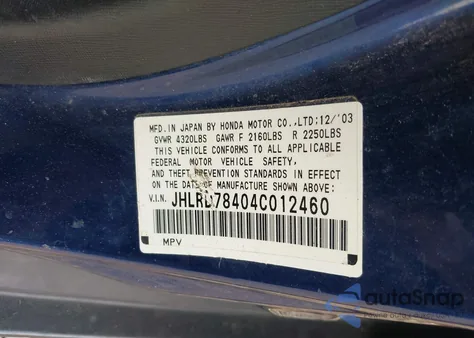 MFD.IN JAPAN BY HONDA MOTOR CO.,LTD:12/'03
GVWR 4320LBS GAWR F 2160LBS R 2250LBS
THIS VEHICLE CONFORMS TO ALL APPLICABLE
FEDERAL MOTOR VEHICLE SAFETY,
AND THEFT PREVENTION STANDARDS IN EFFECT
ON THE DATE OF MANUFACTURE SHOWN ABOVE:
V.I.N. JHLRD78404C012460
MPV
autoSnap